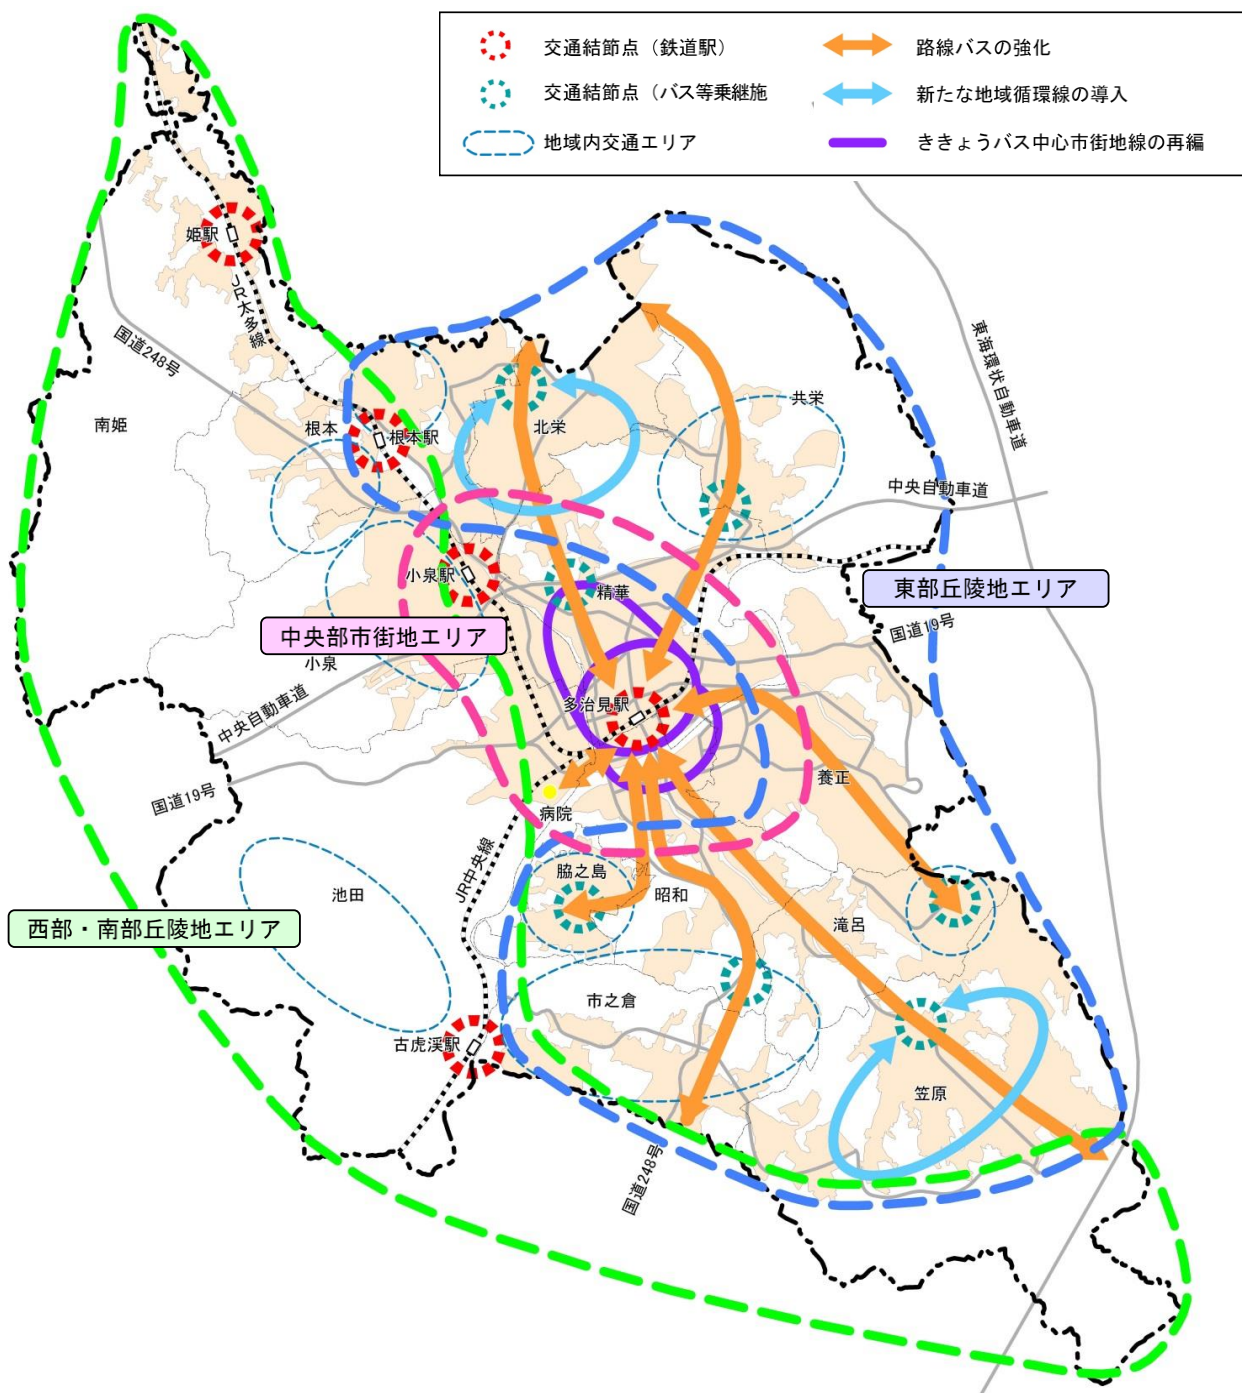 交通結節点（鉄道駅）
路線バスの強化
交通結節点（バス等乗継施
新たな地域循環線の導入
地域内交通エリア
ききょうバス中心市街地線の再編
姫駅
JR太多線
国道248号
東海環状自動車道
南姫
根本
根本駅
北栄
共栄
中央自動車道
小泉駅
精華
東部丘陵地エリア
国道19号
中央部市街地エリア
小泉
多治見駅
中央自動車道
養正
国道19号
病院
JR中央線
脇之島
昭和
池田
滝呂
西部・南部丘陵地エリア
市之倉
古虎渓駅
笠原
国道248号